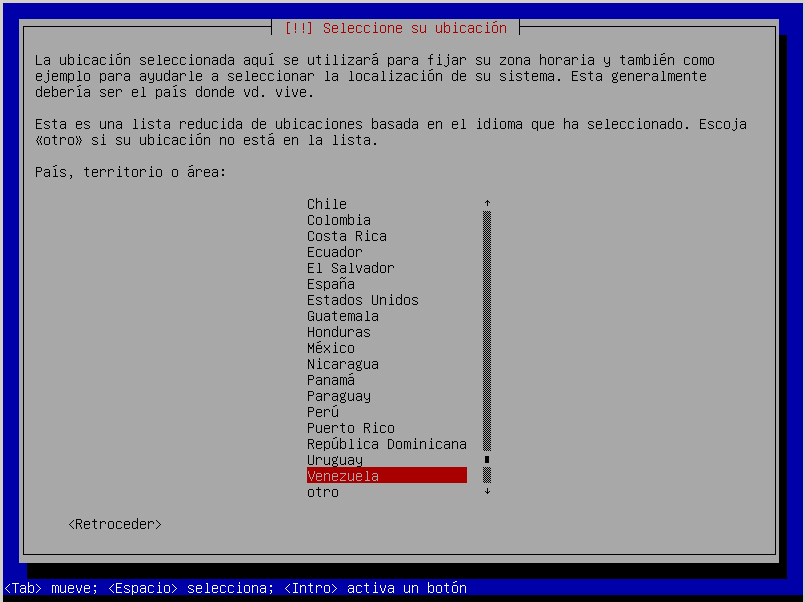 [!!] Seleccione su ubicación
La ubicación seleccionada aquí se utilizará para fijar su zona horaria y también como
ejemplo para ayudarle a seleccionar la localización de su sistema. Esta generalmente
debería ser el país donde vd. vive.
Esta es una lista reducida de ubicaciones basada en el idioma que ha seleccionado. Escoja
«otro» si su ubicación no está en la lista.
País, territorio o área:
Chile
Colombia
Costa Rica
Ecuador
El Salvador
España
Estados Unidos
Guatemala
Honduras
México
Nicaragua
Panamá
Paraguay
Perú
Puerto Rico
República Dominicana
Uruguay
Venezuela
otro
<Retroceder>
<Tab> mueve; <Espacio> selecciona; <Intro> activa un botón